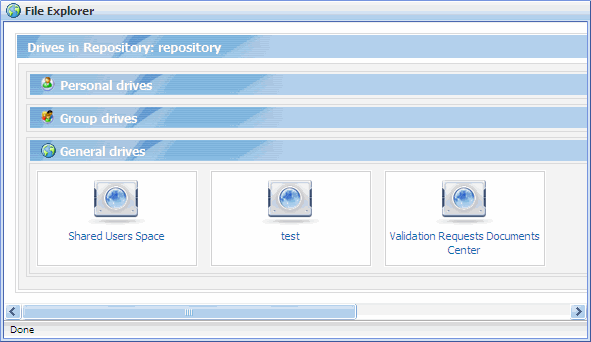 File Explorer
Drives in Repository: repository
Personal drives
Group drives
General drives
Shared Users Space
test
Validation Requests Documents
Center
Done